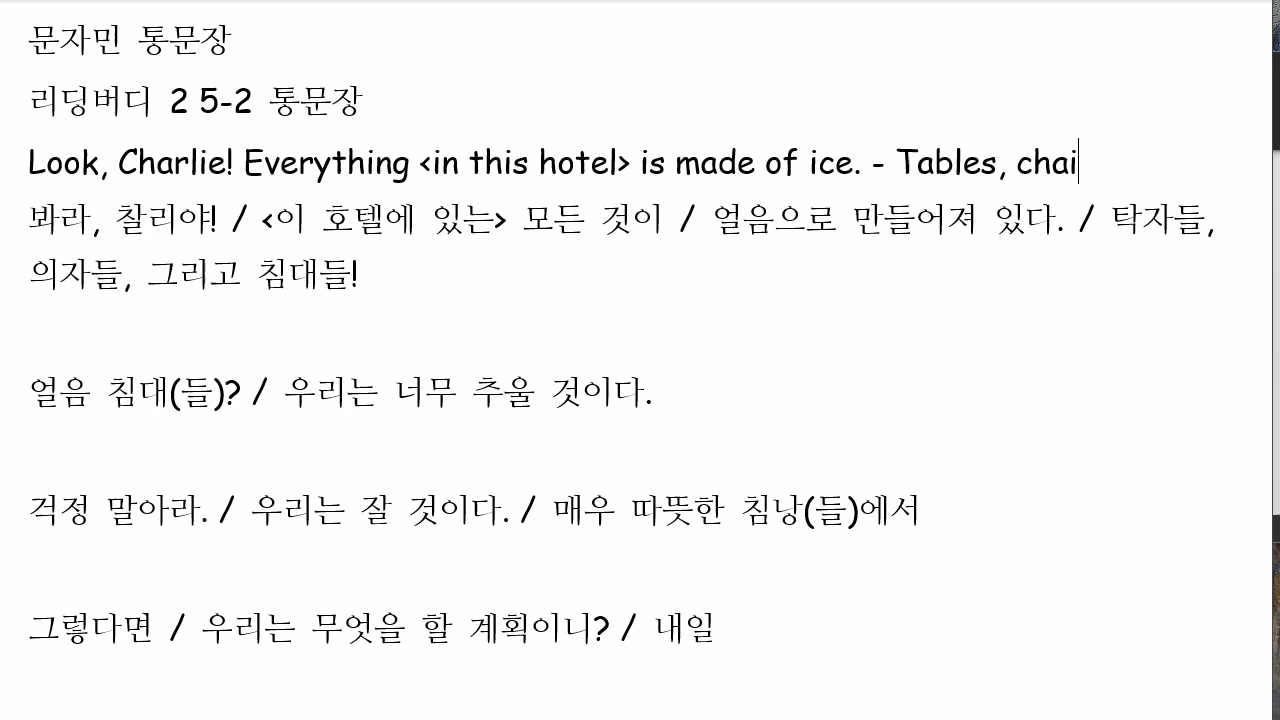 문자민 통문장
리딩버디 2 5-2 통문장
Look, Charlie! Everything <in this hotel> is made of ice. - Tables, chai
봐라, 찰리야! / <이 호텔에 있는> 모든 것이 / 얼음으로 만들어져 있다. / 탁자들,
의자들, 그리고 침대들!
얼음 침대(들)? / 우리는 너무 추울 것이다.
걱정 말아라. / 우리는 잘 것이다. / 매우 따뜻한 침낭(들)에서
그렇다면 / 우리는 무엇을 할 계획이니? / 내일